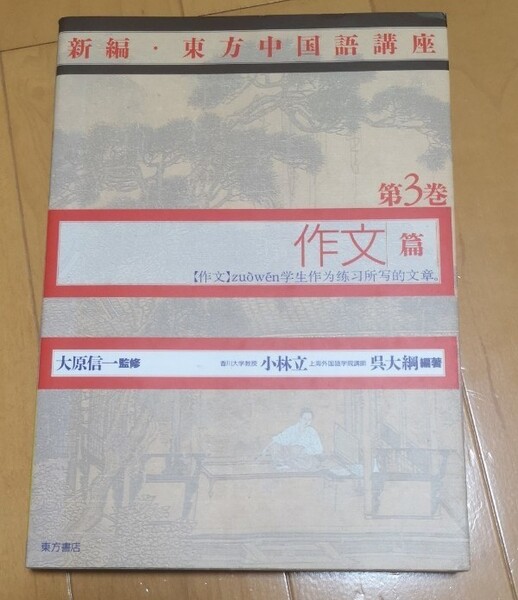 新編・東方中国語講座
第3巻
作文篇
【作文】zuòwén学生作为练习所写的文章。
大原信一監修 香川大学教授 小林立 上海外国語学院講師 呉大綱編著
東方書店